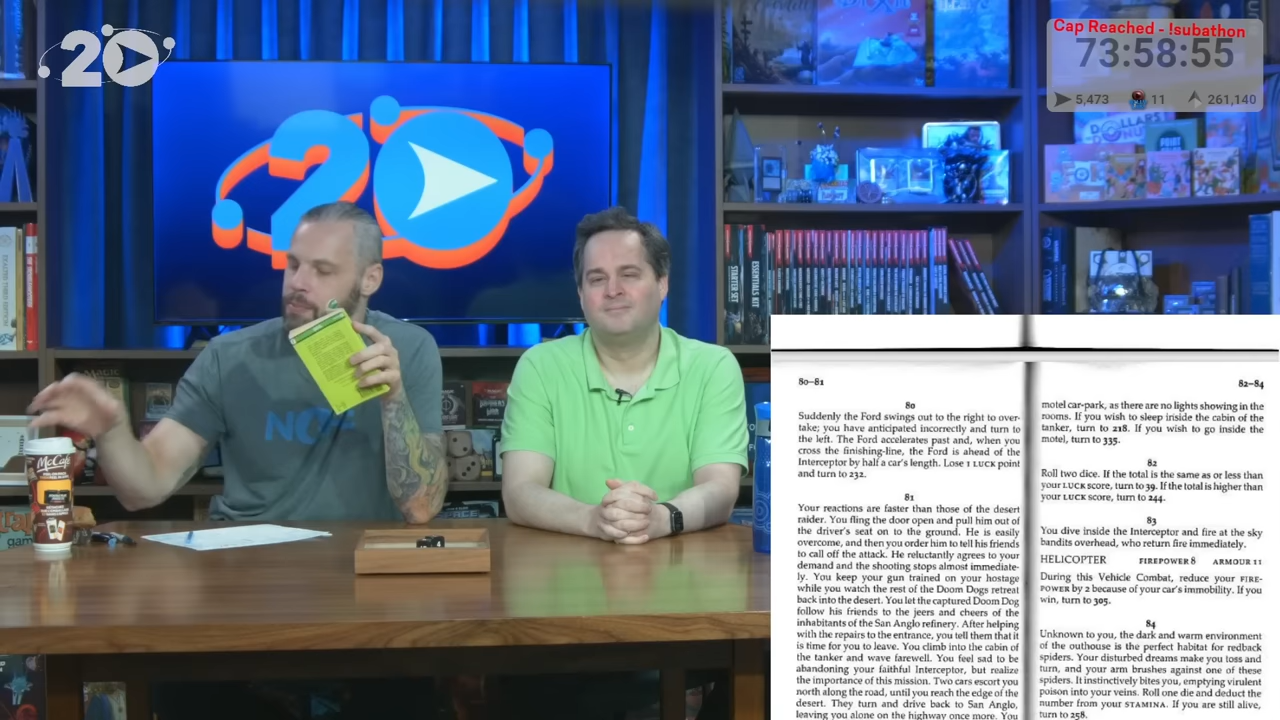 20
Cap Reached - !subathon
73:58:55
5,473
11
261,140
20
STARTER SET
ESSENTIALS KIT
McCafé
80–81
80
Suddenly the Ford swings out to the right to over-
take; you have anticipated incorrectly and turn to
the left. The Ford accelerates past and, when you
cross the finishing-line, the Ford is ahead of the
Interceptor by half a car's length. Lose 1 LUCK point
and turn to 232.
81
Your reactions are faster than those of the desert
raider. You fling the door open and pull him out of
the driver's seat on to the ground. He is easily
overcome, and then you order him to tell his friends
to call off the attack. He reluctantly agrees to your
demand and the shooting stops almost immediate-
ly. You keep your gun trained on your hostage
while you watch the rest of the Doom Dogs retreat
back into the desert. You let the captured Doom Dog
follow his friends to the jeers and cheers of the
inhabitants of the San Anglo refinery. After helping
with the repairs to the entrance, you tell them that it
is time for you to leave. You climb into the cabin of
the tanker and wave farewell. You feel sad to be
abandoning your faithful Interceptor, but realize
the importance of this mission. Two cars escort you
north along the road, until you reach the edge of the
desert. They turn and drive back to San Anglo,
leaving you alone on the highway once more. You
82–84
motel car-park, as there are no lights showing in the
rooms. If you wish to sleep inside the cabin of the
tanker, turn to 218. If you wish to go inside the
motel, turn to 335.
82
Roll two dice. If the total is the same as or less than
your LUCK score, turn to 39. If the total is higher than
your LUCK score, turn to 244.
83
You dive inside the Interceptor and fire at the sky
bandits overhead, who return fire immediately.
HELICOPTER FIREPOWER 8 ARMOUR 11
During this Vehicle Combat, reduce your FIRE-
POWER by 2 because of your car's immobility. If you
win, turn to 305.
84
Unknown to you, the dark and warm environment
of the outhouse is the perfect habitat for redback
spiders. Your disturbed dreams make you toss and
turn, and your arm brushes against one of these
spiders. It instinctively bites you, emptying virulent
poison into your veins. Roll one die and deduct the
number from your STAMINA. If you are still alive,
turn to 258.